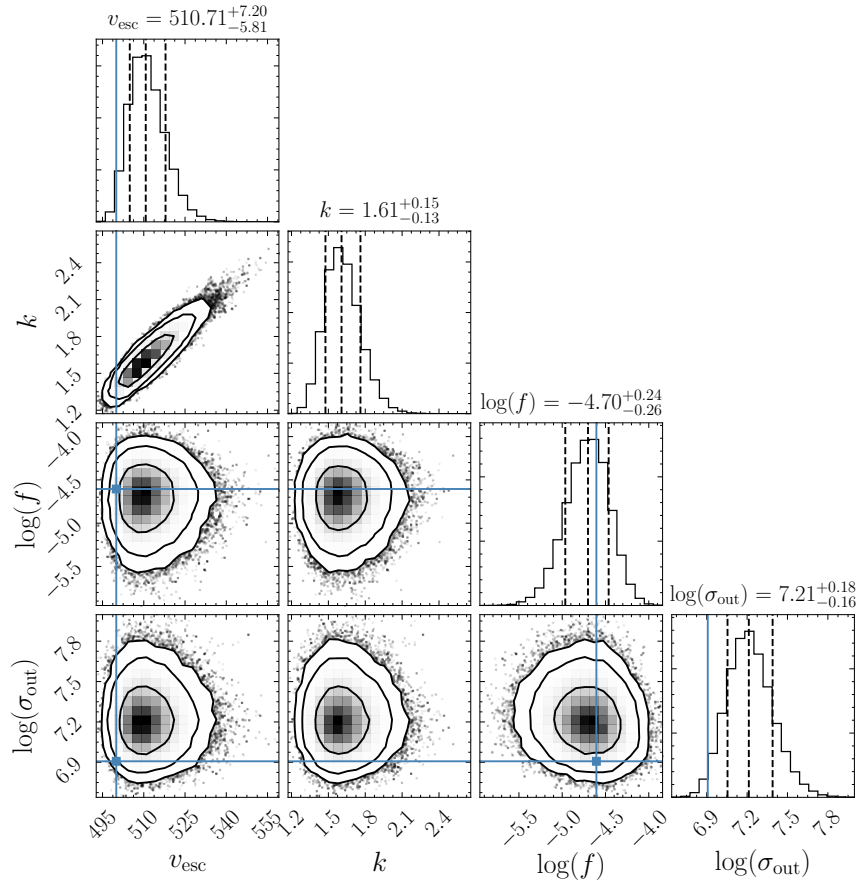 v_esc = 510.71 +7.20 −5.81
k = 1.61 +0.15 −0.13
2.4
2.1
1.8
1.5
1.2
k
log(f) = −4.70 +0.24 −0.26
−4.0
−4.5
−5.0
−5.5
log(f)
log(σ_out) = 7.21 +0.18 −0.16
7.8
7.5
7.2
6.9
log(σ_out)
495 510 525 540 555
1.2 1.5 1.8 2.1 2.4
−5.5 −5.0 −4.5 −4.0
6.9 7.2 7.5 7.8
v_esc k log(f) log(σ_out)